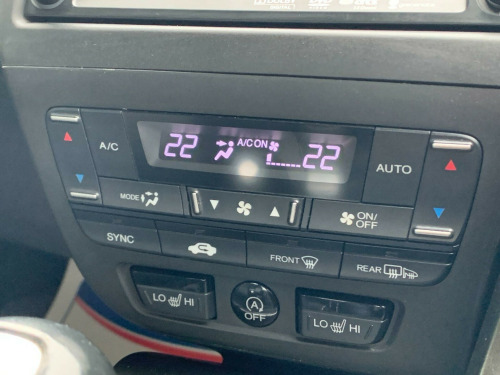 22 A/C ON 22
A/C
AUTO
MODE
ON/
OFF
SYNC
FRONT
REAR
LO HI
A
OFF
LO HI